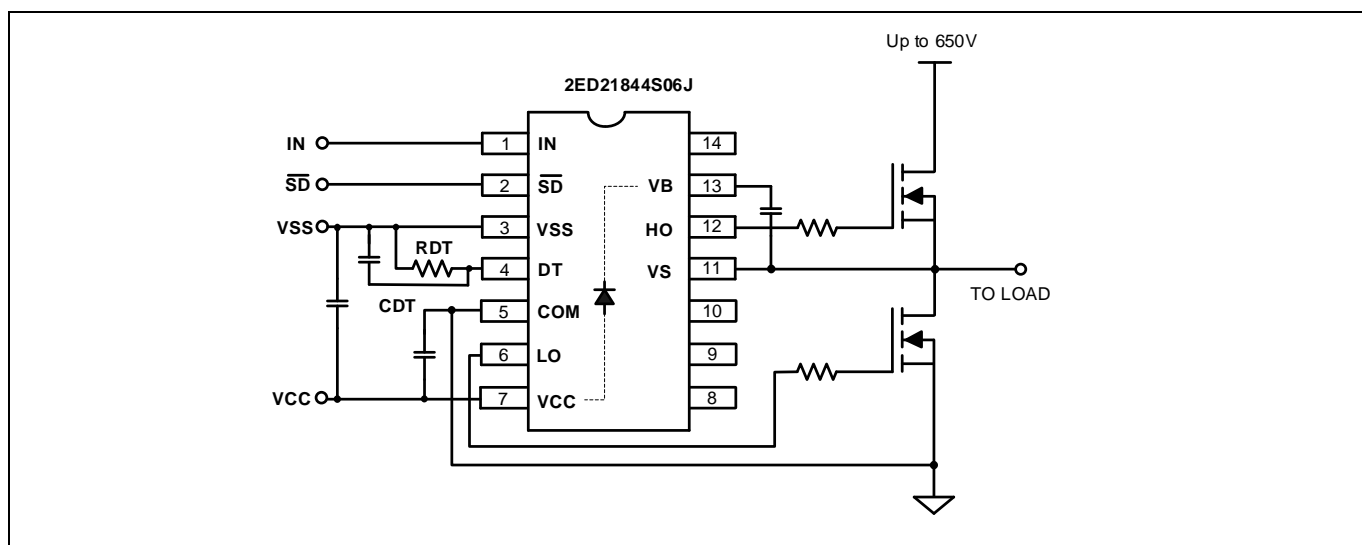 Up to 650V
2ED21844S06J
IN
1
IN
14
SD
2
SD
VB
13
VSS
3
VSS
HO
12
RDT
4
DT
VS
11
TO LOAD
CDT
5
COM
10
6
LO
9
VCC
7
VCC
8